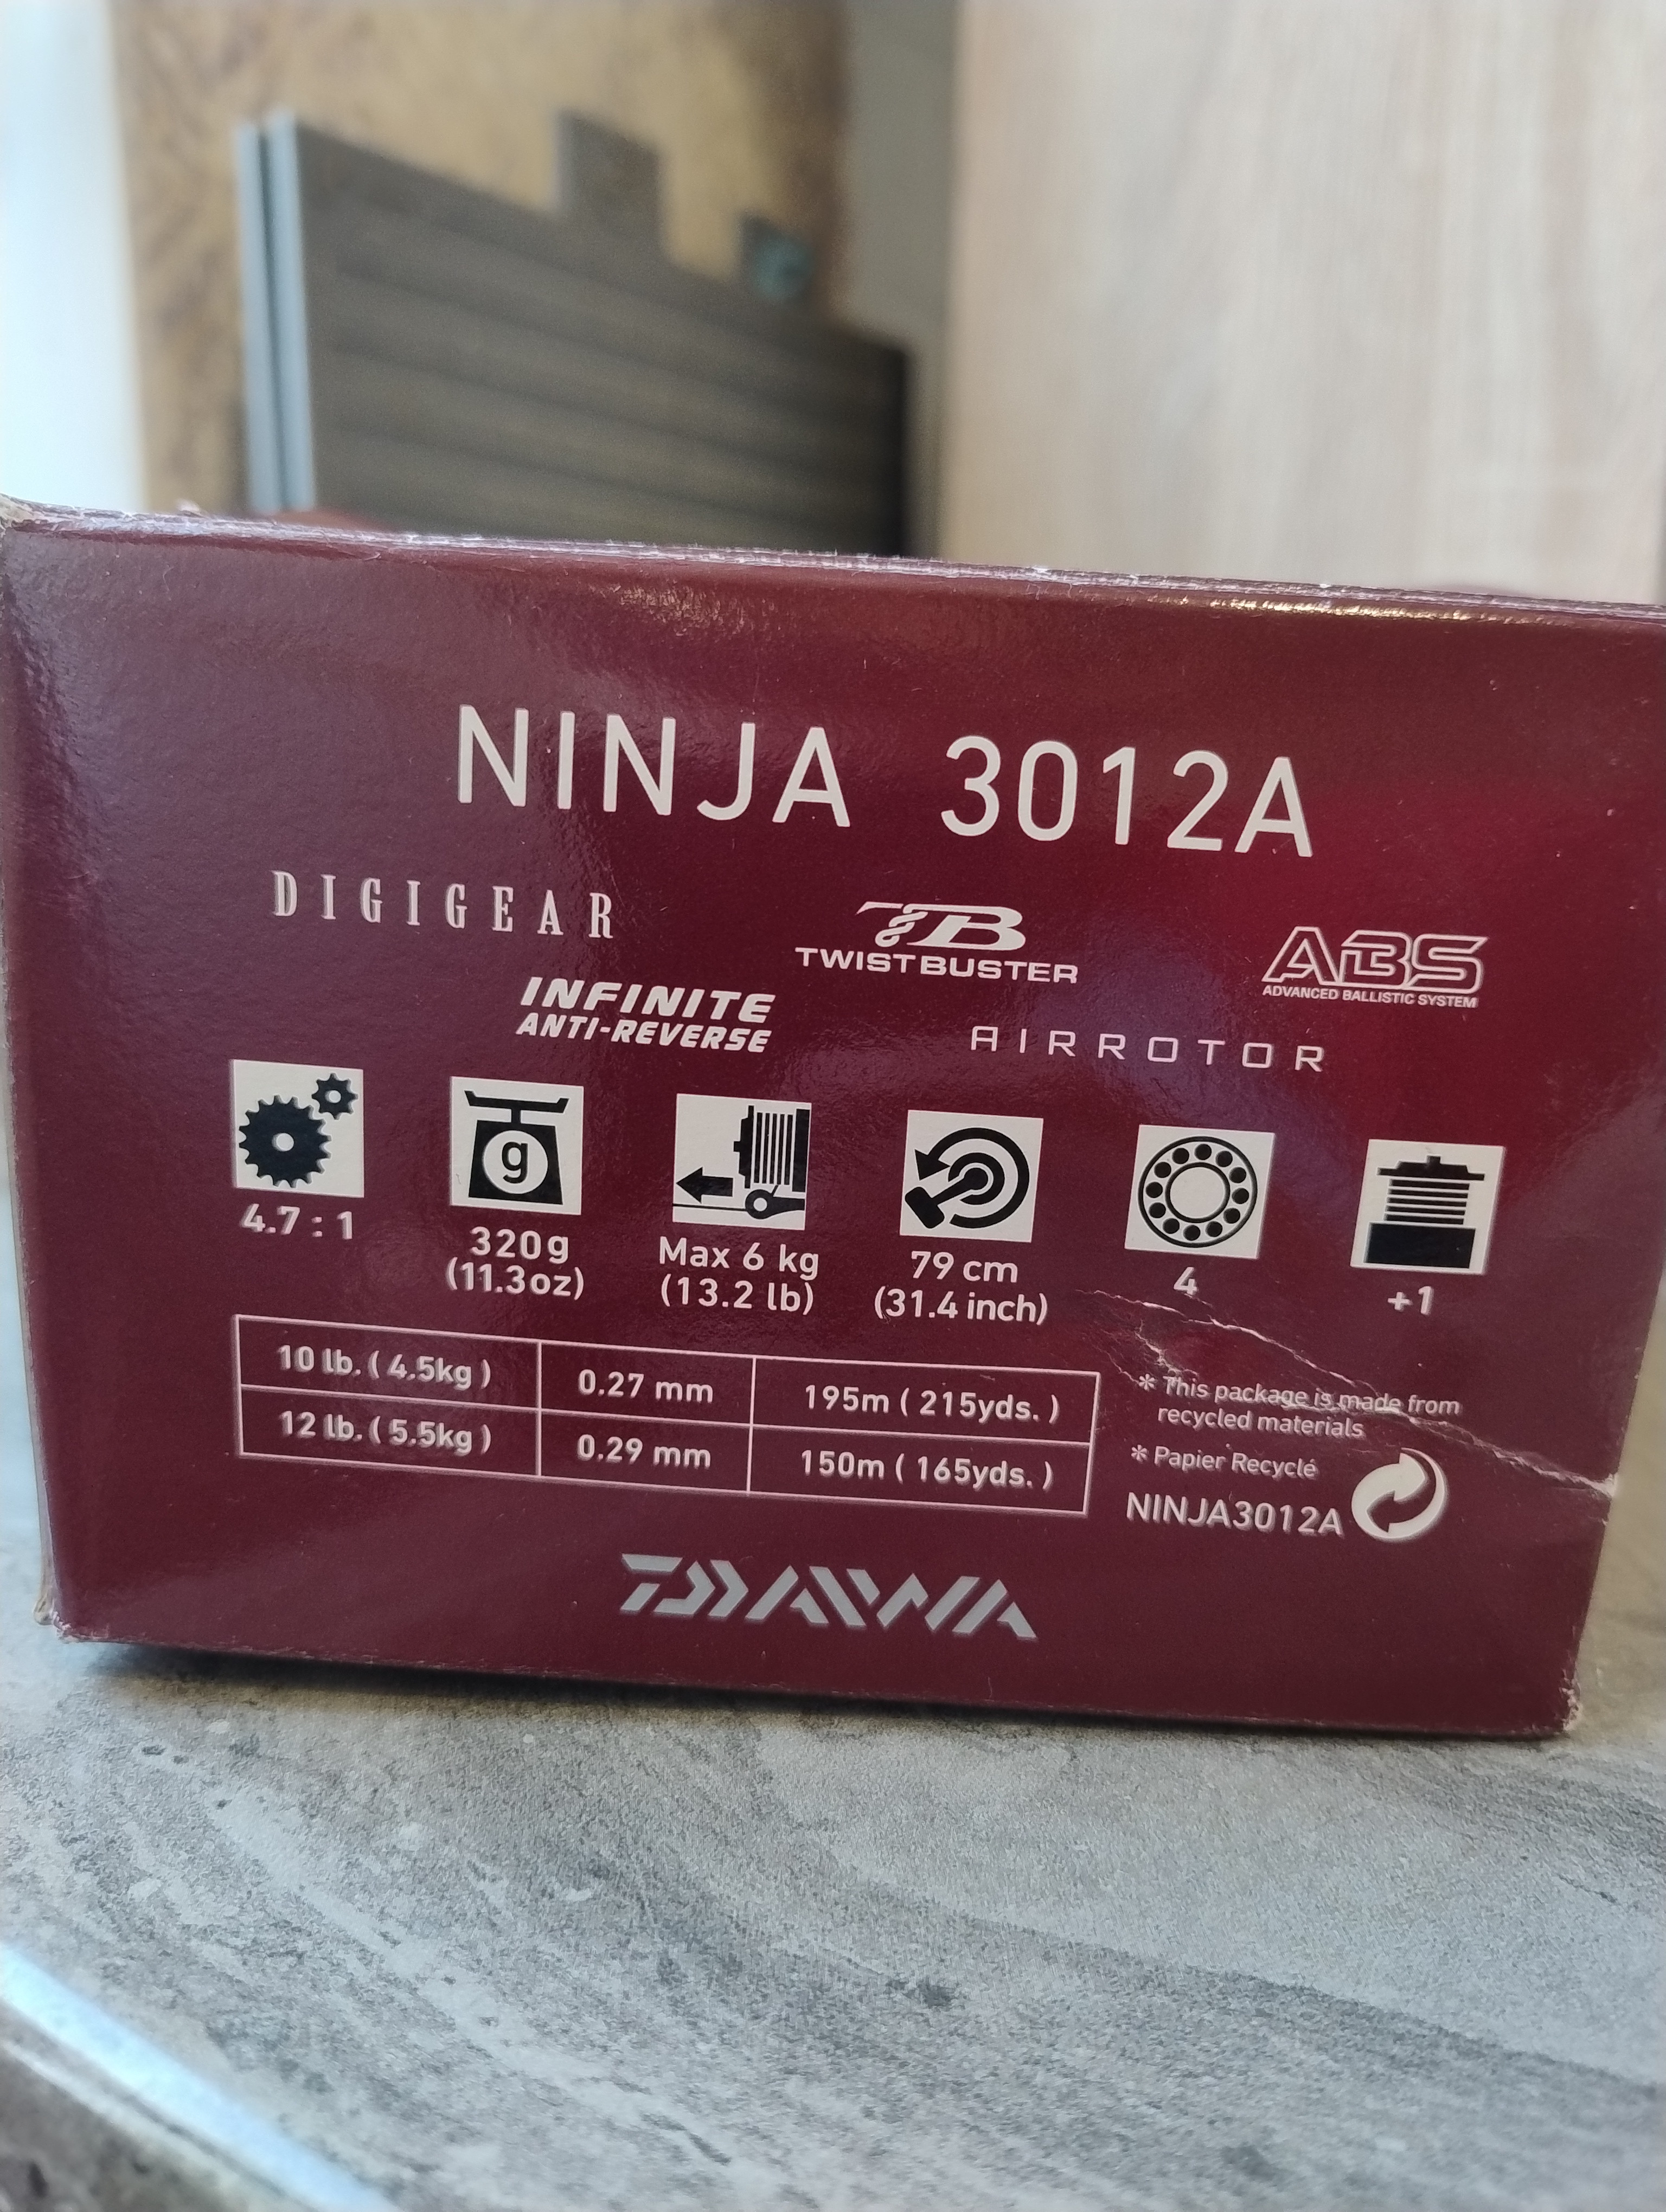 NINJA 3012A
DIGIGEAR
TB
TWISTBUSTER
ABS
ADVANCED BALLISTIC SYSTEM
INFINITE
ANTI-REVERSE
AIRROTOR
4.7 : 1
g
320g
(11.3oz)
Max 6 kg
(13.2 lb)
79 cm
(31.4 inch)
4
+1
10 lb. ( 4.5kg ) 0.27 mm 195m ( 215yds. )
12 lb. ( 5.5kg ) 0.29 mm 150m ( 165yds. )
* This package is made from
recycled materials
* Papier Recyclé
NINJA3012A
DAIWA